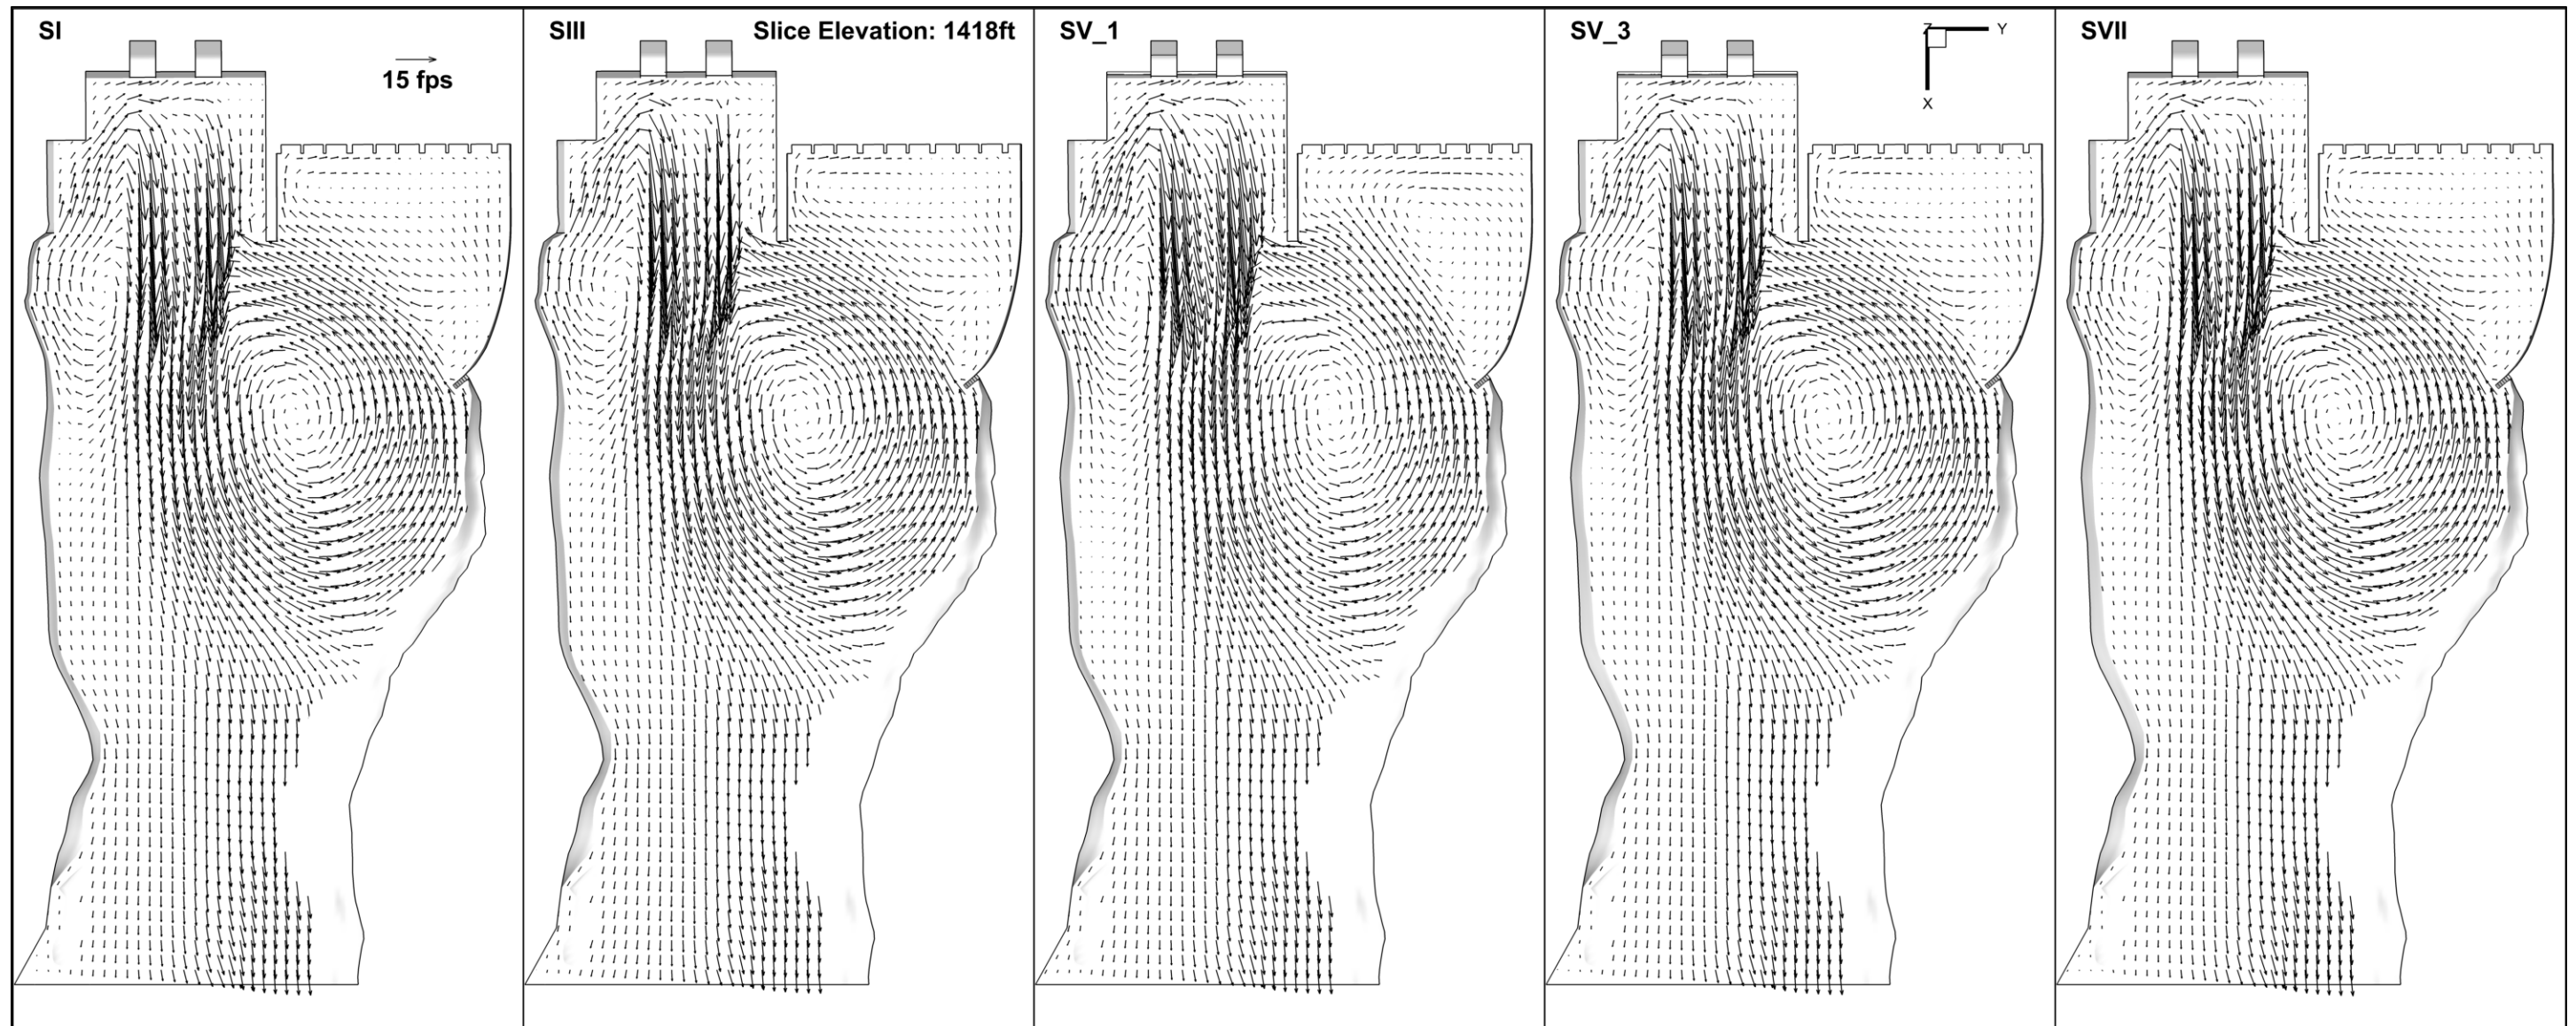 SI
15 fps
SIII
Slice Elevation: 1418ft
SV_1
SV_3
Z
Y
X
SVII